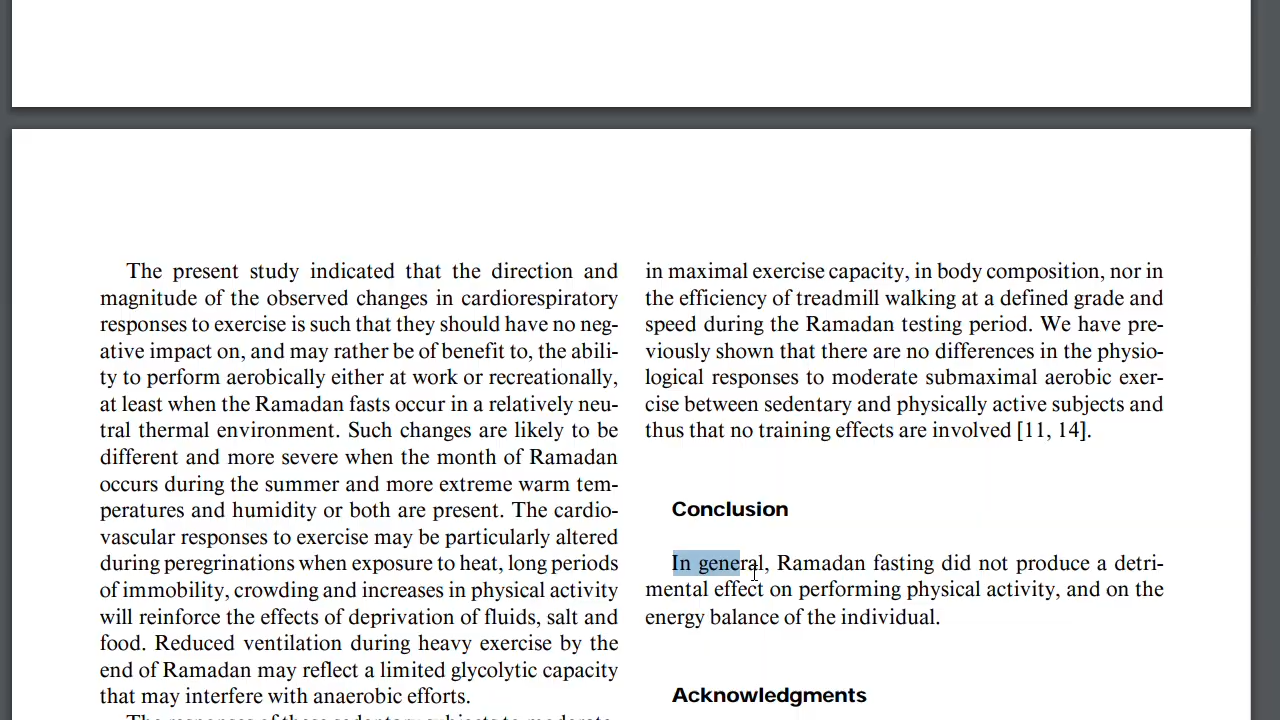 The present study indicated that the direction and
magnitude of the observed changes in cardiorespiratory
responses to exercise is such that they should have no neg-
ative impact on, and may rather be of benefit to, the abili-
ty to perform aerobically either at work or recreationally,
at least when the Ramadan fasts occur in a relatively neu-
tral thermal environment. Such changes are likely to be
different and more severe when the month of Ramadan
occurs during the summer and more extreme warm tem-
peratures and humidity or both are present. The cardio-
vascular responses to exercise may be particularly altered
during peregrinations when exposure to heat, long periods
of immobility, crowding and increases in physical activity
will reinforce the effects of deprivation of fluids, salt and
food. Reduced ventilation during heavy exercise by the
end of Ramadan may reflect a limited glycolytic capacity
that may interfere with anaerobic efforts.
The responses of these sedentary subjects to moderate
in maximal exercise capacity, in body composition, nor in
the efficiency of treadmill walking at a defined grade and
speed during the Ramadan testing period. We have pre-
viously shown that there are no differences in the physio-
logical responses to moderate submaximal aerobic exer-
cise between sedentary and physically active subjects and
thus that no training effects are involved [11, 14].
Conclusion
In general, Ramadan fasting did not produce a detri-
mental effect on performing physical activity, and on the
energy balance of the individual.
Acknowledgments